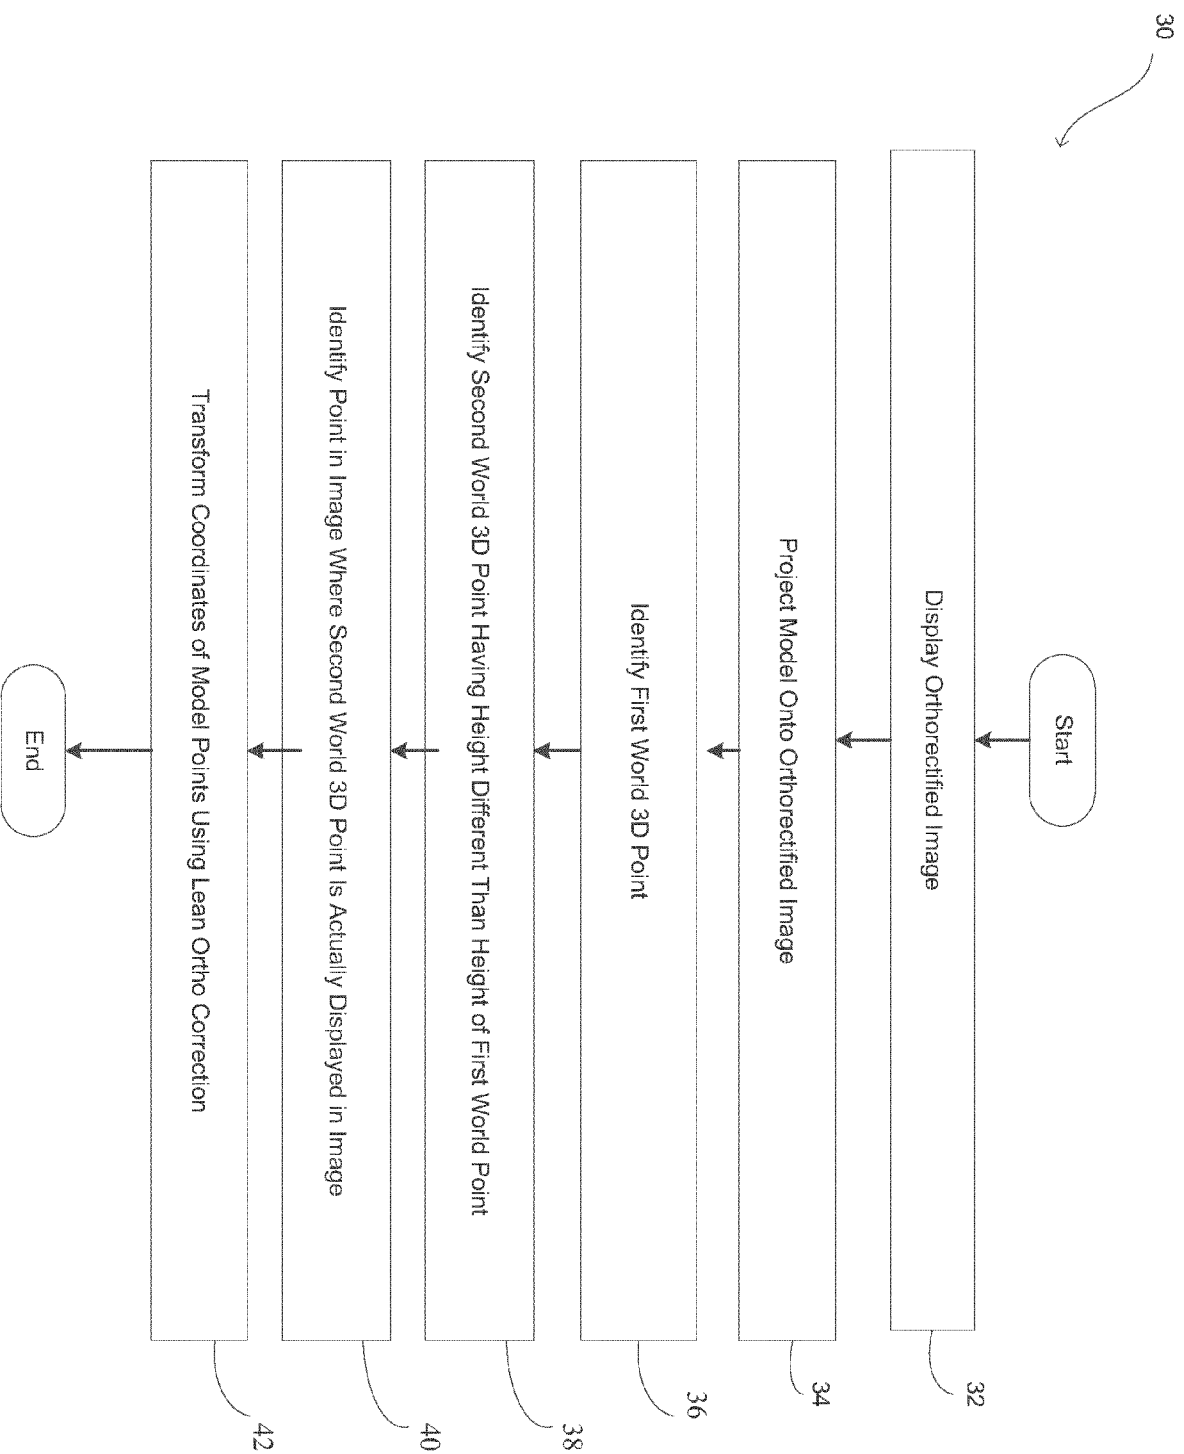 30
Start
Display Orthorectified Image
32
Project Model Onto Orthorectified Image
34
Identify First World 3D Point
36
Identify Second World 3D Point Having Height Different Than Height of First World Point
38
Identify Point in Image Where Second World 3D Point Is Actually Displayed in Image
40
Transform Coordinates of Model Points Using Lean Ortho Correction
42
End